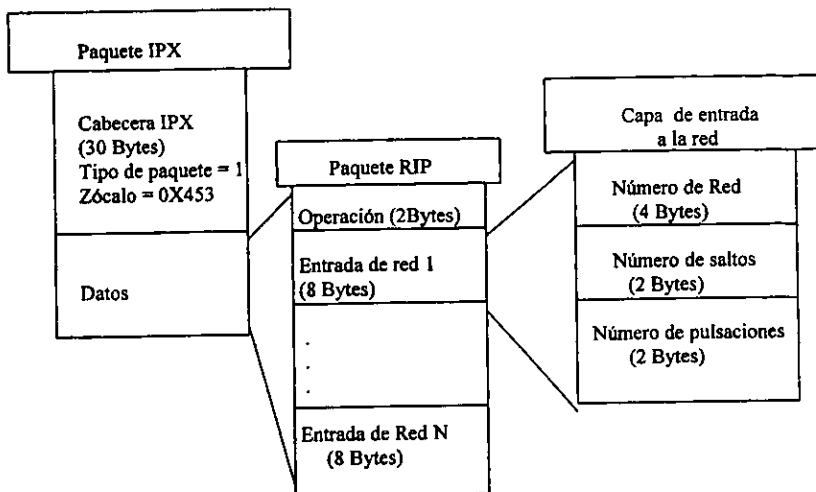 Paquete IPX
Cabecera IPX
(30 Bytes)
Tipo de paquete = 1
Zócalo = 0X453
Datos
Paquete RIP
Operación (2Bytes)
Entrada de red 1
(8 Bytes)
.
.
.
Entrada de Red N
(8 Bytes)
Capa de entrada
a la red
Número de Red
(4 Bytes)
Número de saltos
(2 Bytes)
Número de pulsaciones
(2 Bytes)